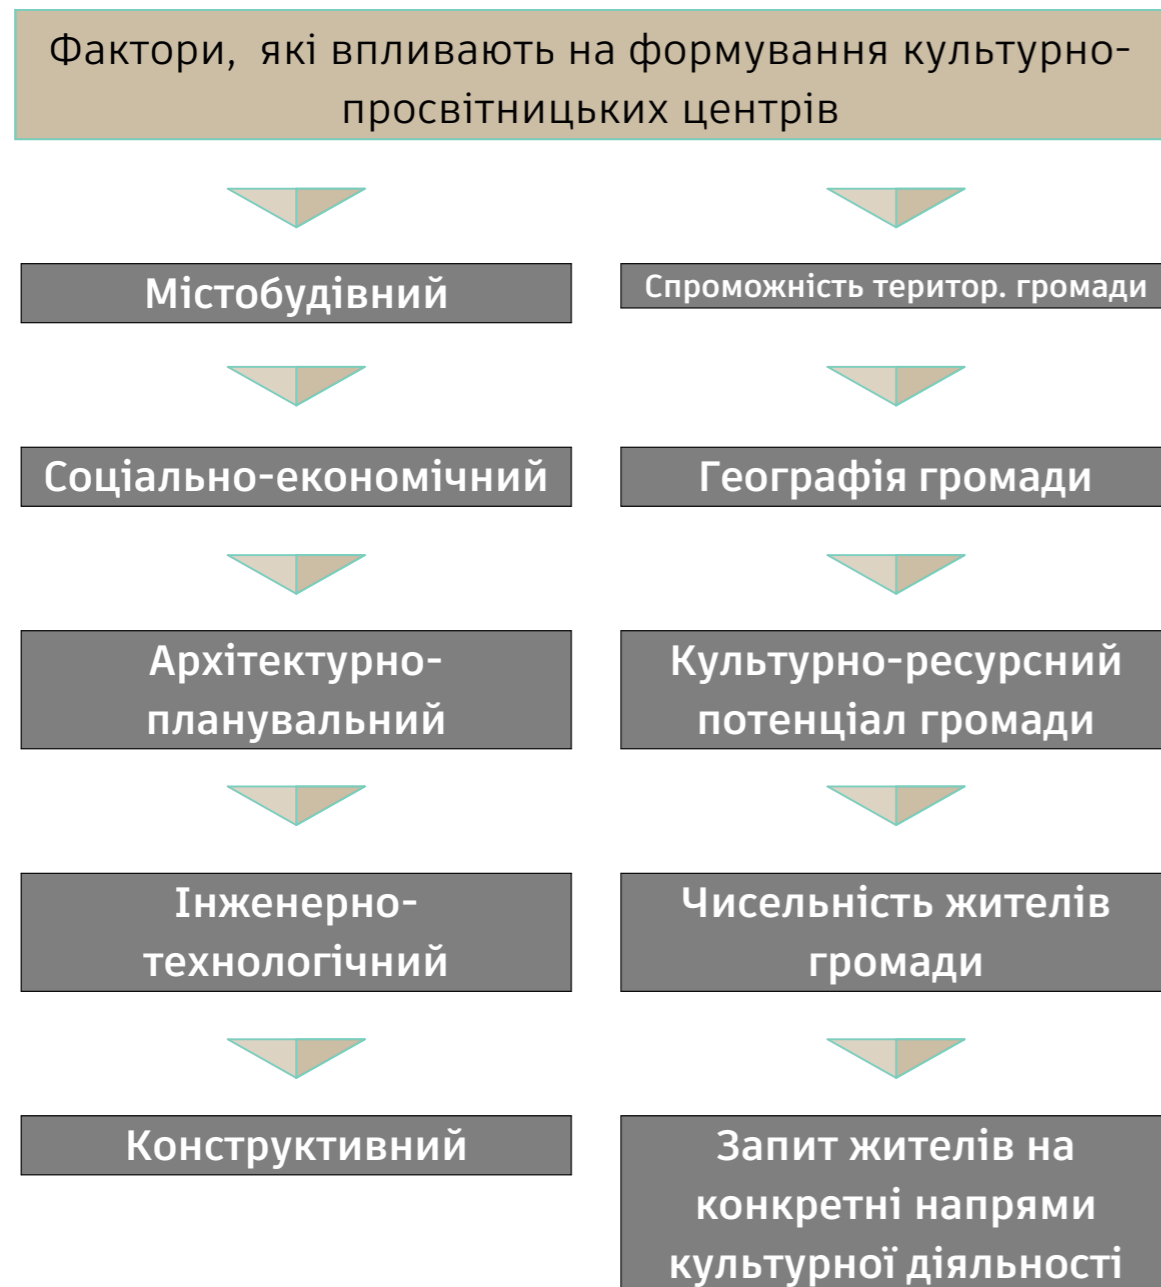 Фактори,  які впливають на формування культурно-
просвітницьких центрів
Містобудівний
Спроможність територ. громади
Соціально-економічний
Географія громади
Архітектурно-
планувальний
Культурно-ресурсний
потенціал громади
Інженерно-
технологічний
Чисельність жителів
громади
Конструктивний
Запит жителів на
конкретні напрями
культурної діяльності